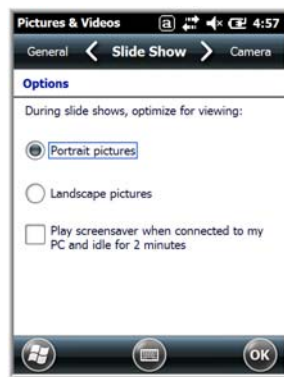 Pictures & Videos a 4:57
General Slide Show Camera
Options
During slide shows, optimize for viewing:
Portrait pictures
Landscape pictures
Play screensaver when connected to my
PC and idle for 2 minutes
OK